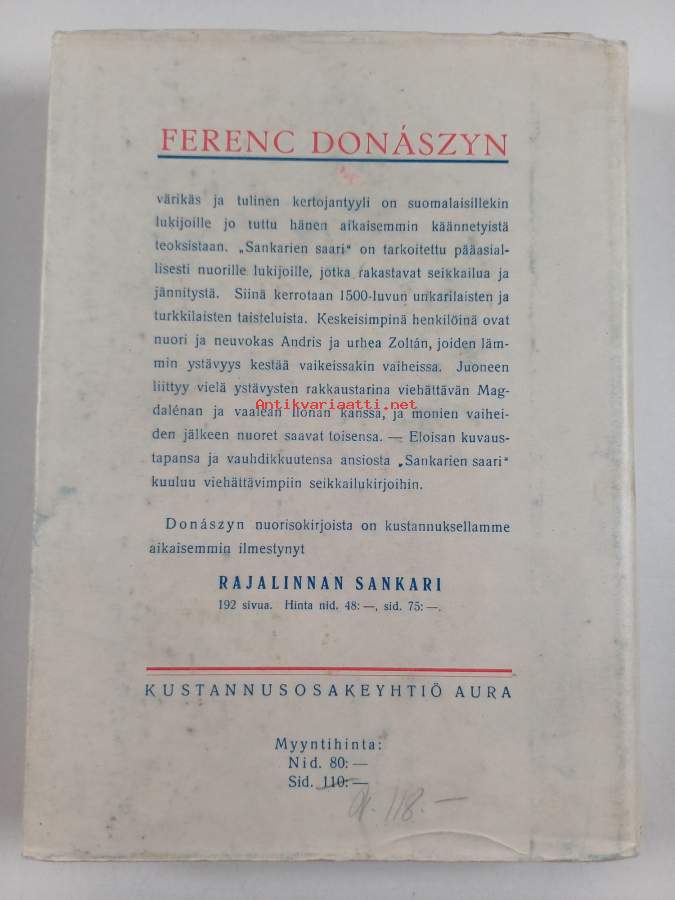 FERENC DONÁSZYN
värikäs ja tulinen kertojantyyli on suomalaisillekin
lukijoille jo tuttu hänen aikaisemmin käännetyistä
teoksistaan. „Sankarien saari" on tarkoitettu pääasial-
lisesti nuorille lukijoille, jotka rakastavat seikkailua ja
jännitystä. Siinä kerrotaan 1500-luvun unkarilaisten ja
turkkilaisten taisteluista. Keskeisimpinä henkilöinä ovat
nuori ja neuvokas Andris ja urhea Zoltán, joiden läm-
min ystävyys kestää vaikeissakin vaiheissa. Juoneen
liittyy vielä ystävysten rakkaustarina viehättävän Mag-
dalénan ja vaalean Ilonan kanssa, ja monien vaihei-
Antikvariaatti.net
den jälkeen nuoret saavat toisensa. — Eloisan kuvaus-
tapansa ja vauhdikkuutensa ansiosta „Sankarien saari"
kuuluu viehättävimpiin seikkailukirjoihin.
Donászyn nuorisokirjoista on kustannuksellamme
aikaisemmin ilmestynyt
RAJALINNAN SANKARI
192 sivua. Hinta nid. 48:—, sid. 75:—.
KUSTANNUSOSAKEYHTIÖ AURA
Myyntihinta:
Nid. 80:—
Sid. 110:—
118.—